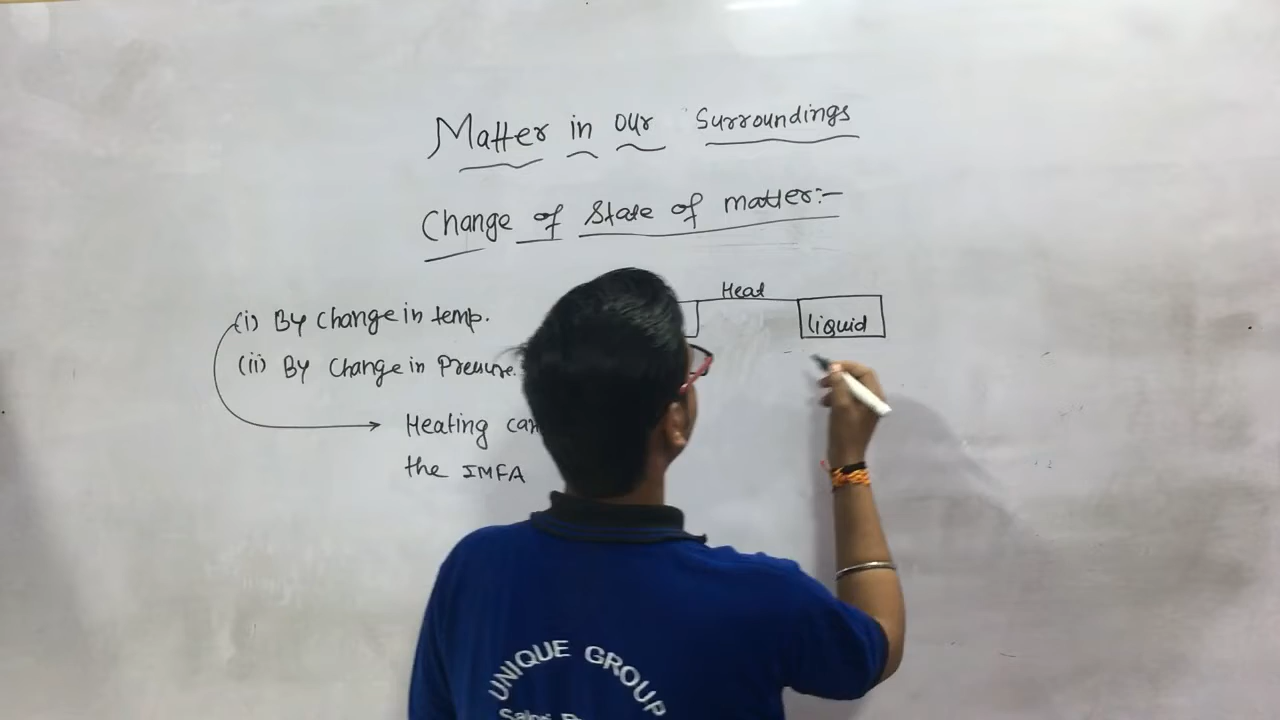 Matter in our Surroundings
Change of State of matter:-
(i) By Change in temp.
(ii) By Change in Pressure.
Heating can
the IMFA
Heat
liquid
UNIQUE GROUP